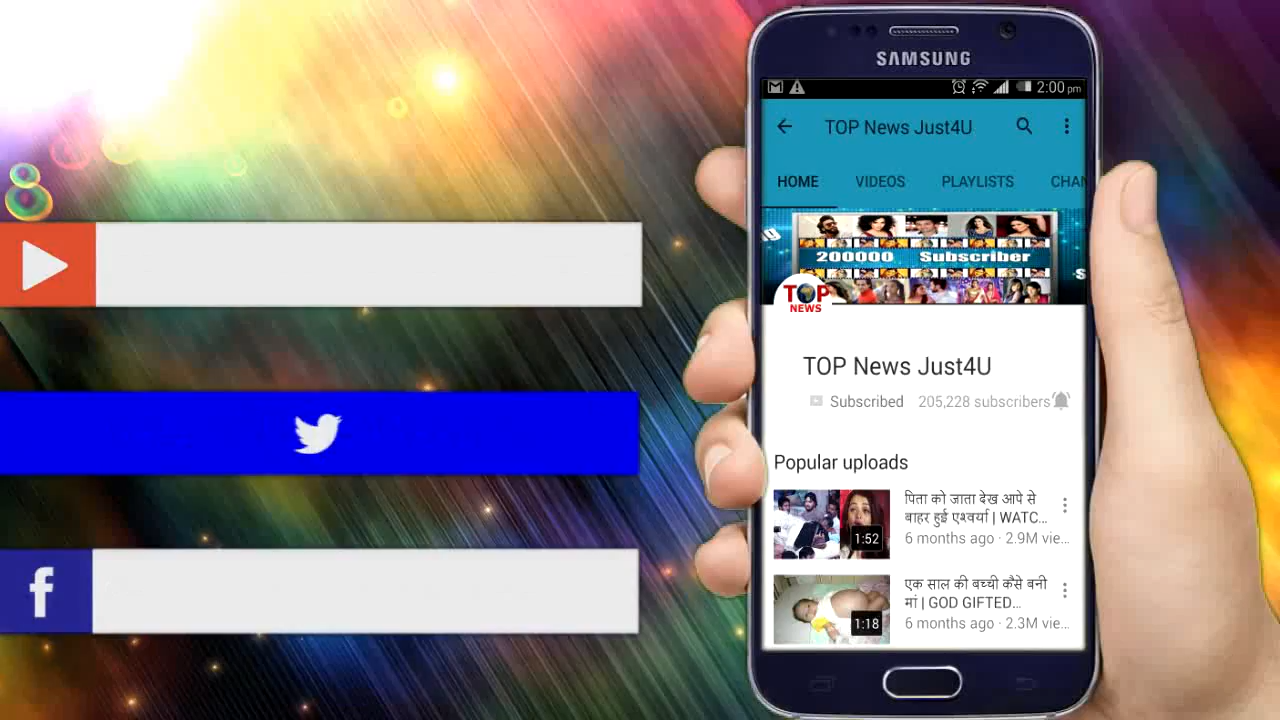 SAMSUNG
2:00 pm
TOP News Just4U
HOME VIDEOS PLAYLISTS CHAN
200000 Subscriber
TOP
NEWS
TOP News Just4U
Subscribed 205,228 subscribers
Popular uploads
पिता को जाता देख आपे से
बाहर हुई एश्वर्या | WATC...
6 months ago · 2.9M vie...
1:52
एक साल की बच्ची कैसे बनी
मां | GOD GIFTED...
6 months ago · 2.3M vie...
1:18